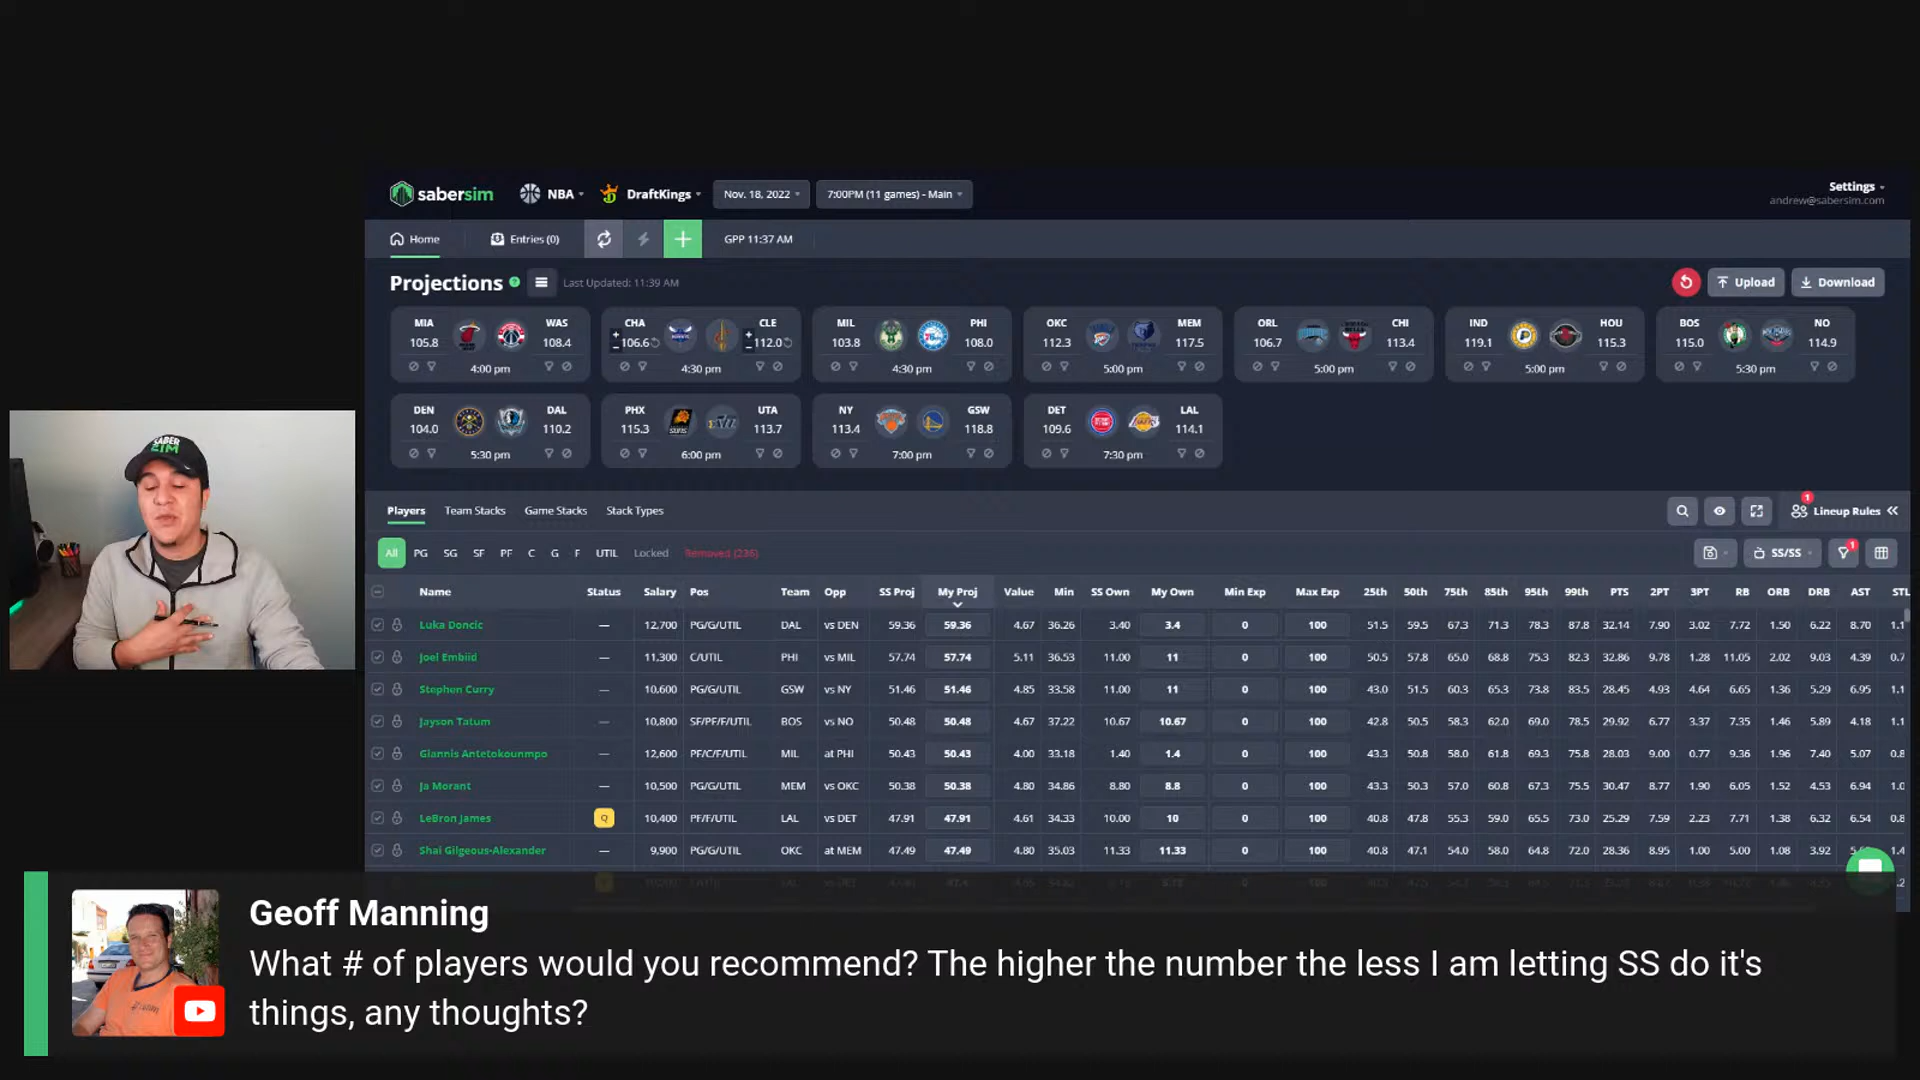 sabersim NBA DraftKings Nov. 18, 2022 7:00PM (11 games) - Main Settings
andrew@sabersim.com
Home Entries (0) GPP 11:37 AM
Projections Last Updated: 11:39 AM Upload Download
MIA WAS CHA CLE MIL PHI OKC MEM ORL CHI IND HOU BOS NO
105.8 108.4 106.6 112.0 103.8 108.0 112.3 117.5 106.7 113.4 119.1 115.3 115.0 114.9
4:00 pm 4:30 pm 4:30 pm 5:00 pm 5:00 pm 5:00 pm 5:30 pm
DEN DAL PHX UTA NY GSW DET LAL
104.0 110.2 115.3 113.7 113.4 118.8 109.6 114.1
5:30 pm 6:00 pm 7:00 pm 7:30 pm
Players Team Stacks Game Stacks Stack Types 1 Lineup Rules
All PG SG SF PF C G F UTIL Locked Removed (236) SS/SS 1
Name Status Salary Pos Team Opp SS Proj My Proj Value Min SS Own My Own Min Exp Max Exp 25th 50th 75th 85th 95th 99th PTS 2PT 3PT RB ORB DRB AST STL
Luka Doncic — 12,700 PG/G/UTIL DAL vs DEN 59.36 59.36 4.67 36.26 3.40 3.4 0 100 51.5 59.5 67.3 71.3 78.3 87.8 32.14 7.90 3.02 7.72 1.50 6.22 8.70 1.1
Joel Embiid — 11,300 C/UTIL PHI vs MIL 57.74 57.74 5.11 36.53 11.00 11 0 100 50.5 57.8 65.0 68.8 75.3 82.3 32.86 9.78 1.28 11.05 2.02 9.03 4.39 0.7
Stephen Curry — 10,600 PG/G/UTIL GSW vs NY 51.46 51.46 4.85 33.58 11.00 11 0 100 43.0 51.5 60.3 65.3 73.8 83.5 28.45 4.93 4.64 6.65 1.36 5.29 6.95 1.1
Jayson Tatum — 10,800 SF/PF/F/UTIL BOS vs NO 50.48 50.48 4.67 37.22 10.67 10.67 0 100 42.8 50.5 58.3 62.0 69.0 78.5 29.92 6.77 3.37 7.35 1.46 5.89 4.18 1.1
Giannis Antetokounmpo — 12,600 PF/C/F/UTIL MIL at PHI 50.43 50.43 4.00 33.18 1.40 1.4 0 100 43.3 50.8 58.0 61.8 69.3 75.8 28.03 9.00 0.77 9.36 1.96 7.40 5.07 0.8
Ja Morant — 10,500 PG/G/UTIL MEM vs OKC 50.38 50.38 4.80 34.86 8.80 8.8 0 100 43.3 50.3 57.0 60.8 67.3 75.5 30.47 8.77 1.90 6.05 1.52 4.53 6.94 1.0
LeBron James Q 10,400 PF/F/UTIL LAL vs DET 47.91 47.91 4.61 34.33 10.00 10 0 100 40.8 47.8 55.3 59.0 65.5 73.0 25.29 7.59 2.23 7.71 1.38 6.32 6.54 0.8
Shai Gilgeous-Alexander — 9,900 PG/G/UTIL OKC at MEM 47.49 47.49 4.80 35.03 11.33 11.33 0 100 40.8 47.1 54.0 58.0 64.8 72.0 28.36 8.95 1.00 5.00 1.08 3.92 1.4
SABER
SIM
Geoff Manning
What # of players would you recommend? The higher the number the less I am letting SS do it's
things, any thoughts?